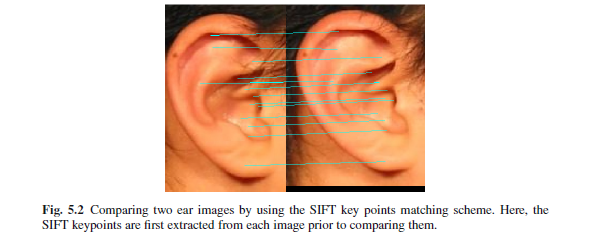 Fig. 5.2 Comparing two ear images by using the SIFT key points matching scheme. Here, the
SIFT keypoints are first extracted from each image prior to comparing them.